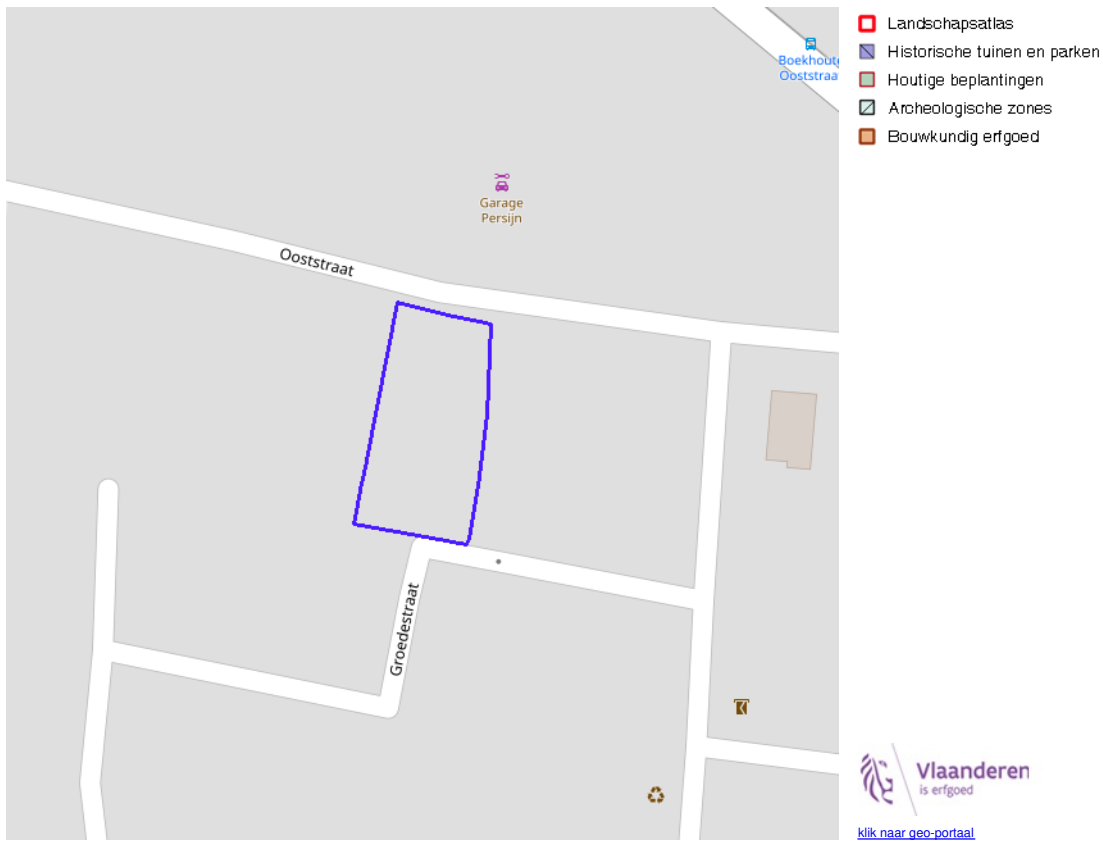 Boekhoute
Ooststraa
Garage
Persijn
Ooststraat
Groedestraat
Landschapsatlas
Historische tuinen en parken
Houtige beplantingen
Archeologische zones
Bouwkundig erfgoed
Vlaanderen
is erfgoed
klik naar geo-portaal